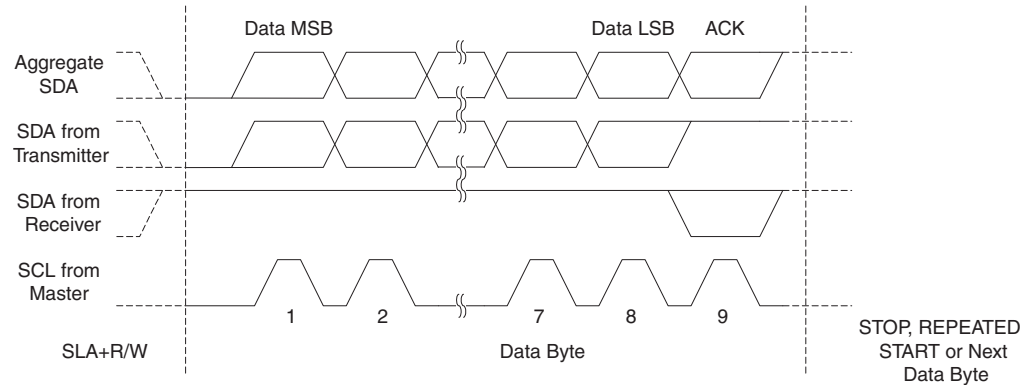 Data MSB
Data LSB
ACK
Aggregate
SDA
SDA from
Transmitter
SDA from
Receiver
SCL from
Master
1
2
7
8
9
SLA+R/W
Data Byte
STOP, REPEATED
START or Next
Data Byte